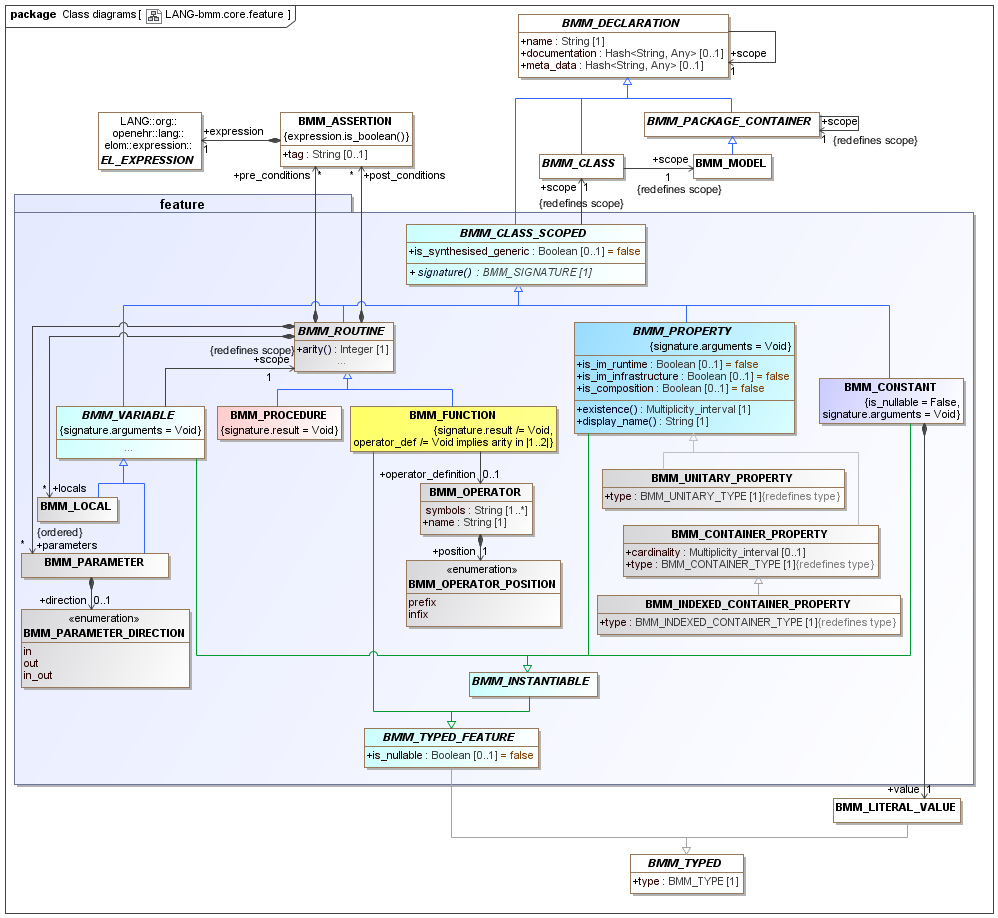 package Class diagrams [ LANG-bmm.core.feature ]
BMM_DECLARATION
+name : String [1]
+documentation : Hash<String, Any> [0..1]
+meta_data : Hash<String, Any> [0..1]
+scope
1
LANG::org::
openehr::lang::
elom::expression::
EL_EXPRESSION
+expression
1
BMM_ASSERTION
{expression.is_boolean()}
+tag : String [0..1]
BMM_PACKAGE_CONTAINER
+scope
1
{redefines scope}
BMM_CLASS
+scope
1
{redefines scope}
BMM_MODEL
+pre_conditions
*
*
+post_conditions
+scope
1
{redefines scope}
feature
BMM_CLASS_SCOPED
+is_synthesised_generic : Boolean [0..1] = false
+ signature() : BMM_SIGNATURE [1]
BMM_ROUTINE
+arity() : Integer [1]
...
{redefines scope}
+scope
1
BMM_PROPERTY
{signature.arguments = Void}
+is_im_runtime : Boolean [0..1] = false
+is_im_infrastructure : Boolean [0..1] = false
+is_composition : Boolean [0..1] = false
+existence() : Multiplicity_interval [1]
+display_name() : String [1]
BMM_CONSTANT
{is_nullable = False,
signature.arguments = Void}
BMM_VARIABLE
{signature.arguments = Void}
...
BMM_PROCEDURE
{signature.result = Void}
BMM_FUNCTION
{signature.result /= Void,
operator_def /= Void implies arity in |1..2|}
+operator_definition
0..1
BMM_UNITARY_PROPERTY
+type : BMM_UNITARY_TYPE [1]{redefines type}
*
+locals
BMM_LOCAL
{ordered}
*
+parameters
BMM_OPERATOR
symbols : String [1..*]
+name : String [1]
BMM_CONTAINER_PROPERTY
+cardinality : Multiplicity_interval [0..1]
+type : BMM_CONTAINER_TYPE [1]{redefines type}
+position
1
BMM_PARAMETER
+direction
0..1
«enumeration»
BMM_OPERATOR_POSITION
prefix
infix
BMM_INDEXED_CONTAINER_PROPERTY
+type : BMM_INDEXED_CONTAINER_TYPE [1]{redefines type}
«enumeration»
BMM_PARAMETER_DIRECTION
in
out
in_out
BMM_INSTANTIABLE
BMM_TYPED_FEATURE
+is_nullable : Boolean [0..1] = false
+value
1
BMM_LITERAL_VALUE
BMM_TYPED
+type : BMM_TYPE [1]